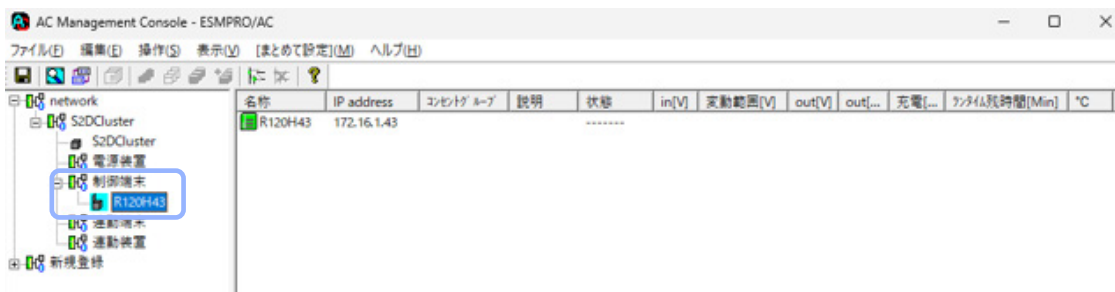 AC Management Console - ESMPRO/AC
ファイル(F) 編集(E) 操作(S) 表示(V) [まとめて設定](M) ヘルプ(H)
network
S2DCluster
S2DCluster
電源装置
制御端末
R120H43
連動端末
連動装置
新規登録
名称 IP address コンセントグループ 説明 状態 in[V] 変動範囲[V] out[V] out[... 充電[... ランタイム残時間[Min] °C
R120H43 172.16.1.43 -------